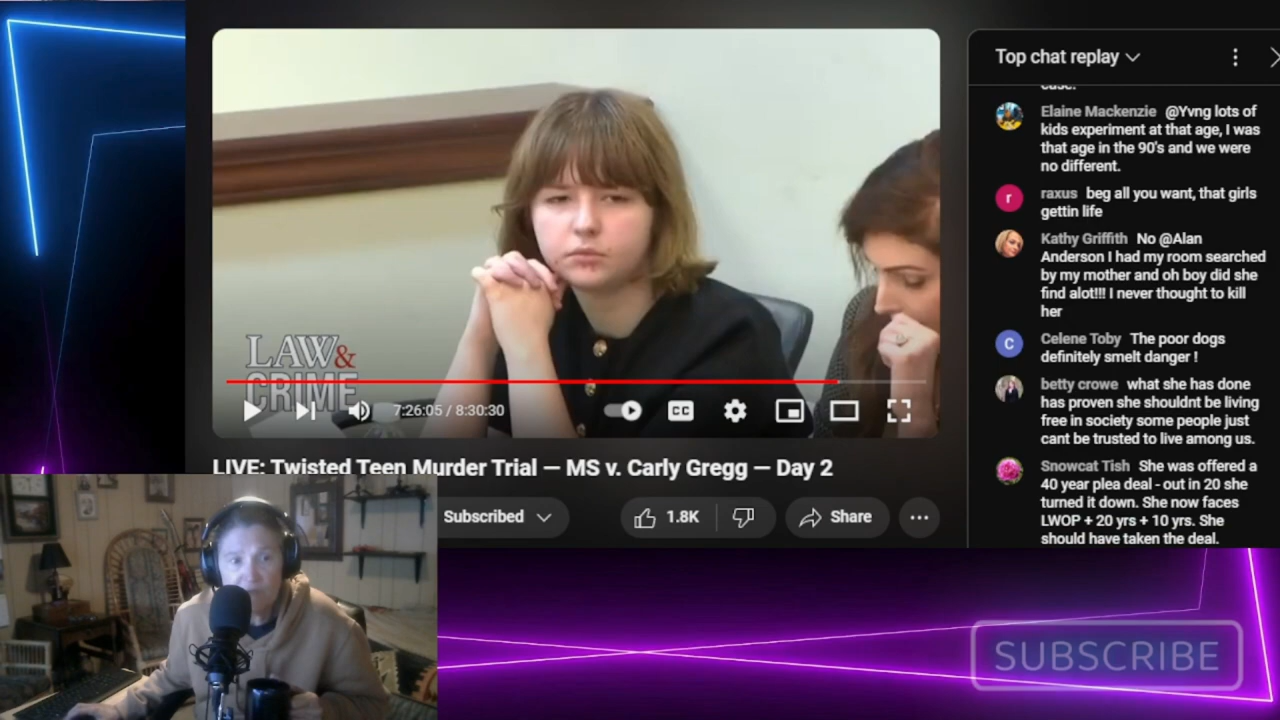 LAW&
CRIME
7:26:05 / 8:30:30
CC
LIVE: Twisted Teen Murder Trial — MS v. Carly Gregg — Day 2
Subscribed
1.8K
Share
Top chat replay
case.
Elaine Mackenzie @Yvng lots of
kids experiment at that age, I was
that age in the 90's and we were
no different.
r
raxus beg all you want, that girls
gettin life
Kathy Griffith No @Alan
Anderson I had my room searched
by my mother and oh boy did she
find alot!!! I never thought to kill
her
C
Celene Toby The poor dogs
definitely smelt danger !
betty crowe what she has done
has proven she shouldnt be living
free in society some people just
cant be trusted to live among us.
Snowcat Tish She was offered a
40 year plea deal - out in 20 she
turned it down. She now faces
LWOP + 20 yrs + 10 yrs. She
should have taken the deal.
SUBSCRIBE